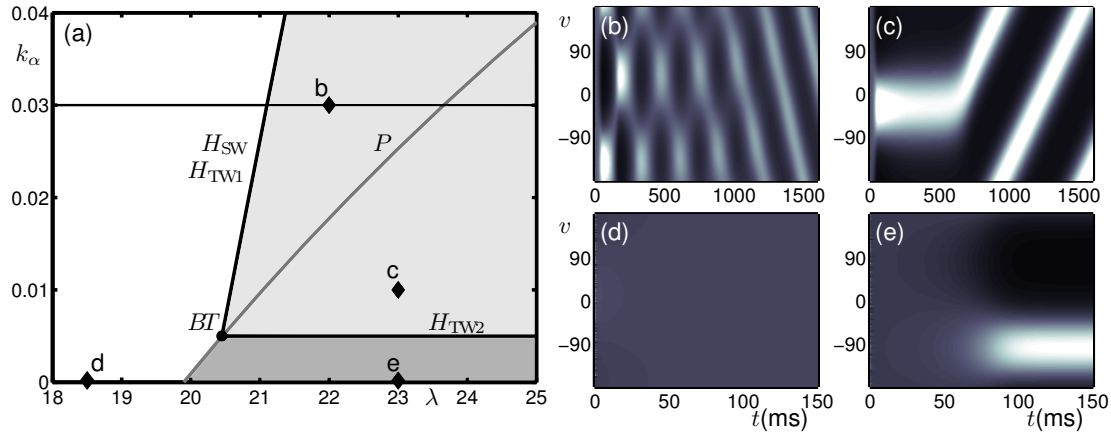 (a)
k_α
0.04
0.03
0.02
0.01
0
18 19 20 21 22 23 24 25
λ
H_SW
H_TW1
P
BT
H_TW2
b
c
d
e
(b)
v
90
0
−90
0 500 1000 1500
(c)
90
0
−90
0 500 1000 1500
(d)
v
90
0
−90
0 50 100 150
t(ms)
(e)
90
0
−90
0 50 100 150
t(ms)